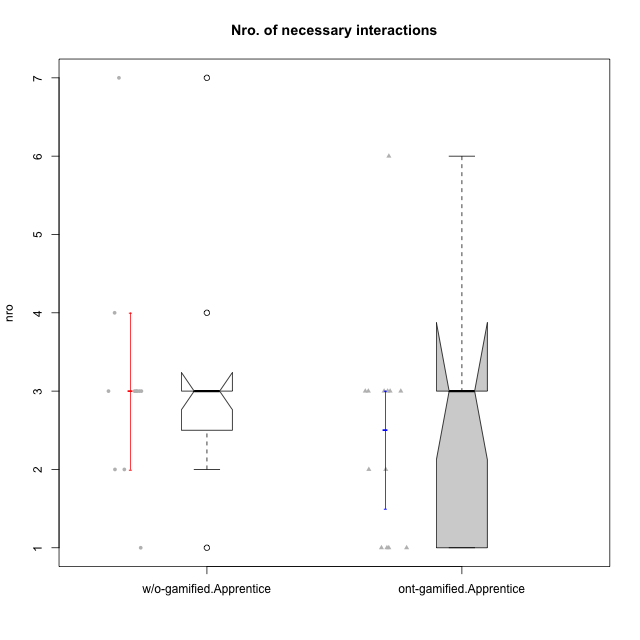 Nro. of necessary interactions
7
6
5
4
3
2
1
nro
w/o-gamified.Apprentice
ont-gamified.Apprentice